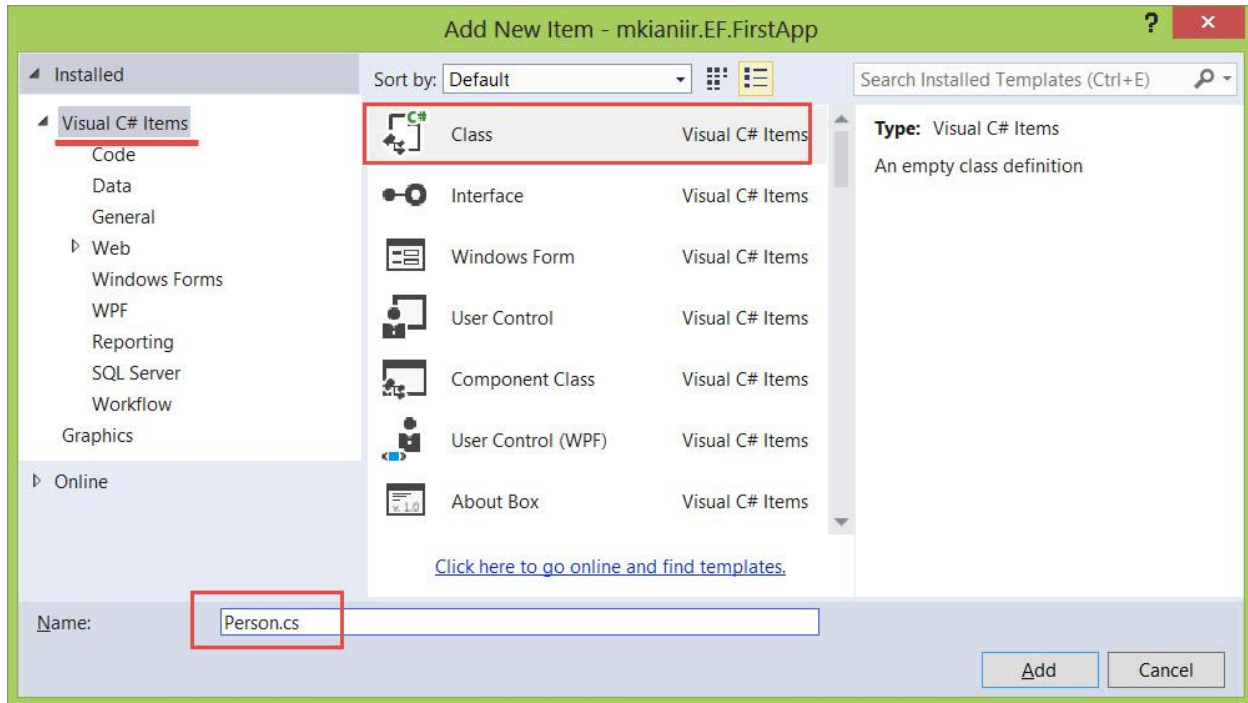 Add New Item - mkianiir.EF.FirstApp
?
Installed
Sort by: Default
Search Installed Templates (Ctrl+E)
Visual C# Items
Code
Data
General
Web
Windows Forms
WPF
Reporting
SQL Server
Workflow
Graphics
Online
C# Class Visual C# Items
Interface Visual C# Items
Windows Form Visual C# Items
User Control Visual C# Items
Component Class Visual C# Items
User Control (WPF) Visual C# Items
v. 1.0 About Box Visual C# Items
Click here to go online and find templates.
Type: Visual C# Items
An empty class definition
Name: Person.cs
Add Cancel